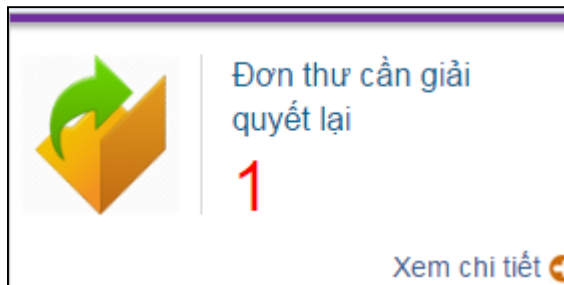 Đơn thư cần giải
quyết lại
1
Xem chi tiết